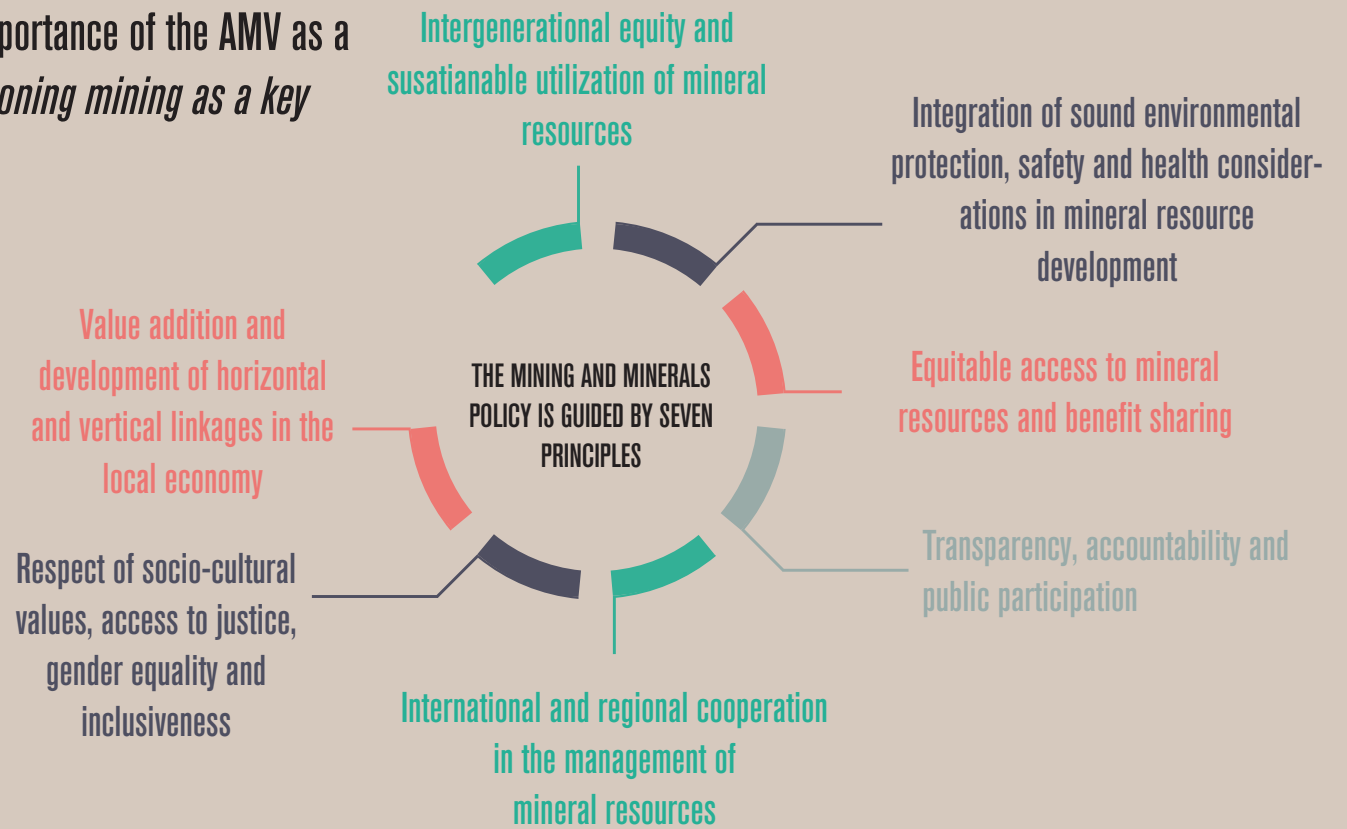 portance of the AMV as a
oning mining as a key
Intergenerational equity and
susatianable utilization of mineral
resources
Integration of sound environmental
protection, safety and health consider-
ations in mineral resource
development
Value addition and
development of horizontal
and vertical linkages in the
local economy
THE MINING AND MINERALS
POLICY IS GUIDED BY SEVEN
PRINCIPLES
Equitable access to mineral
resources and benefit sharing
Transparency, accountability and
public participation
Respect of socio-cultural
values, access to justice,
gender equality and
inclusiveness
International and regional cooperation
in the management of
mineral resources